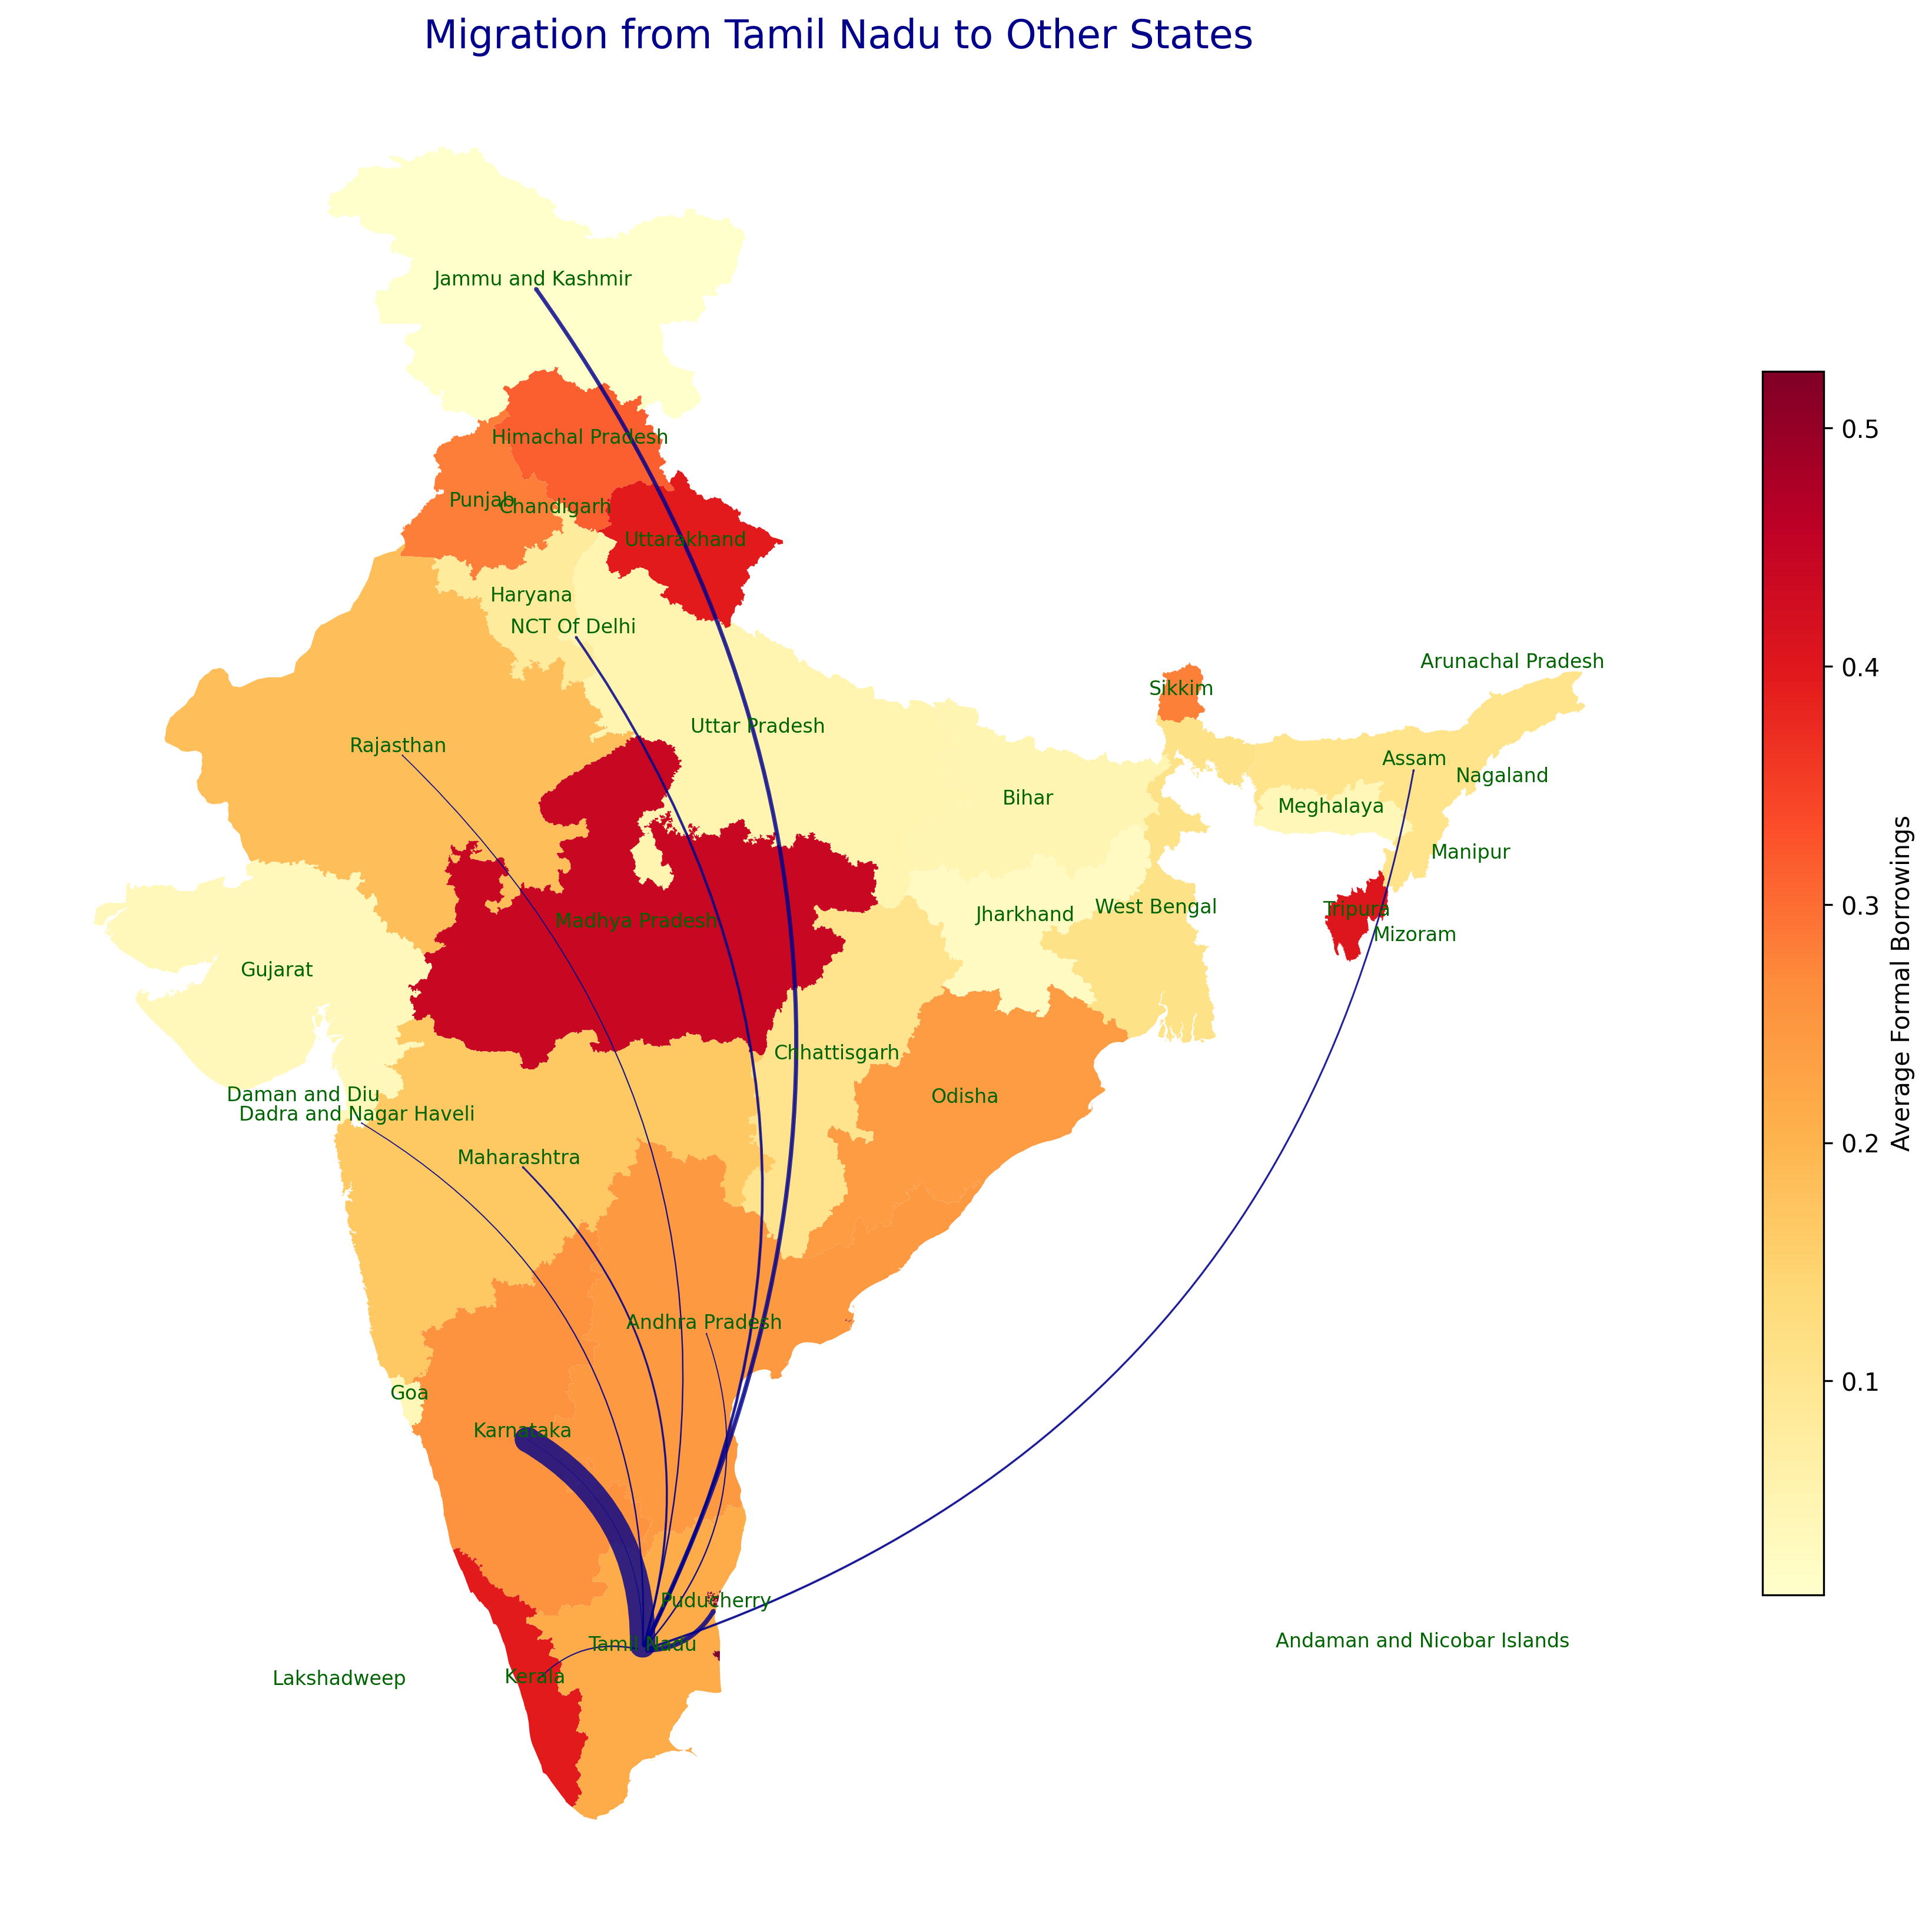 Migration from Tamil Nadu to Other States
Jammu and Kashmir
Himachal Pradesh
Punjab
Chandigarh
Uttarakhand
Haryana
NCT Of Delhi
Arunachal Pradesh
Sikkim
Uttar Pradesh
Rajasthan
Assam
Nagaland
Bihar
Meghalaya
Manipur
West Bengal
Tripura
Jharkhand
Madhya Pradesh
Mizoram
Gujarat
Chhattisgarh
Daman and Diu
Odisha
Dadra and Nagar Haveli
Maharashtra
Andhra Pradesh
Goa
Karnataka
Puducherry
Tamil Nadu
Andaman and Nicobar Islands
Kerala
Lakshadweep
0.5
0.4
0.3
0.2
0.1
Average Formal Borrowings